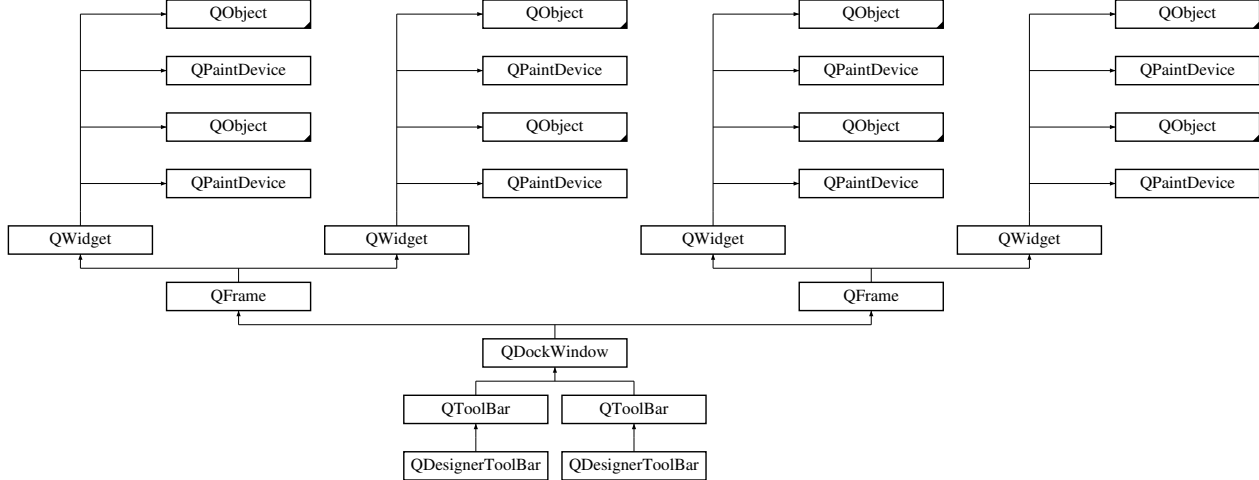 QObject QObject QObject QObject
QPaintDevice QPaintDevice QPaintDevice QPaintDevice
QObject QObject QObject QObject
QPaintDevice QPaintDevice QPaintDevice QPaintDevice
QWidget QWidget QWidget QWidget
QFrame QFrame
QDockWindow
QToolBar QToolBar
QDesignerToolBar QDesignerToolBar